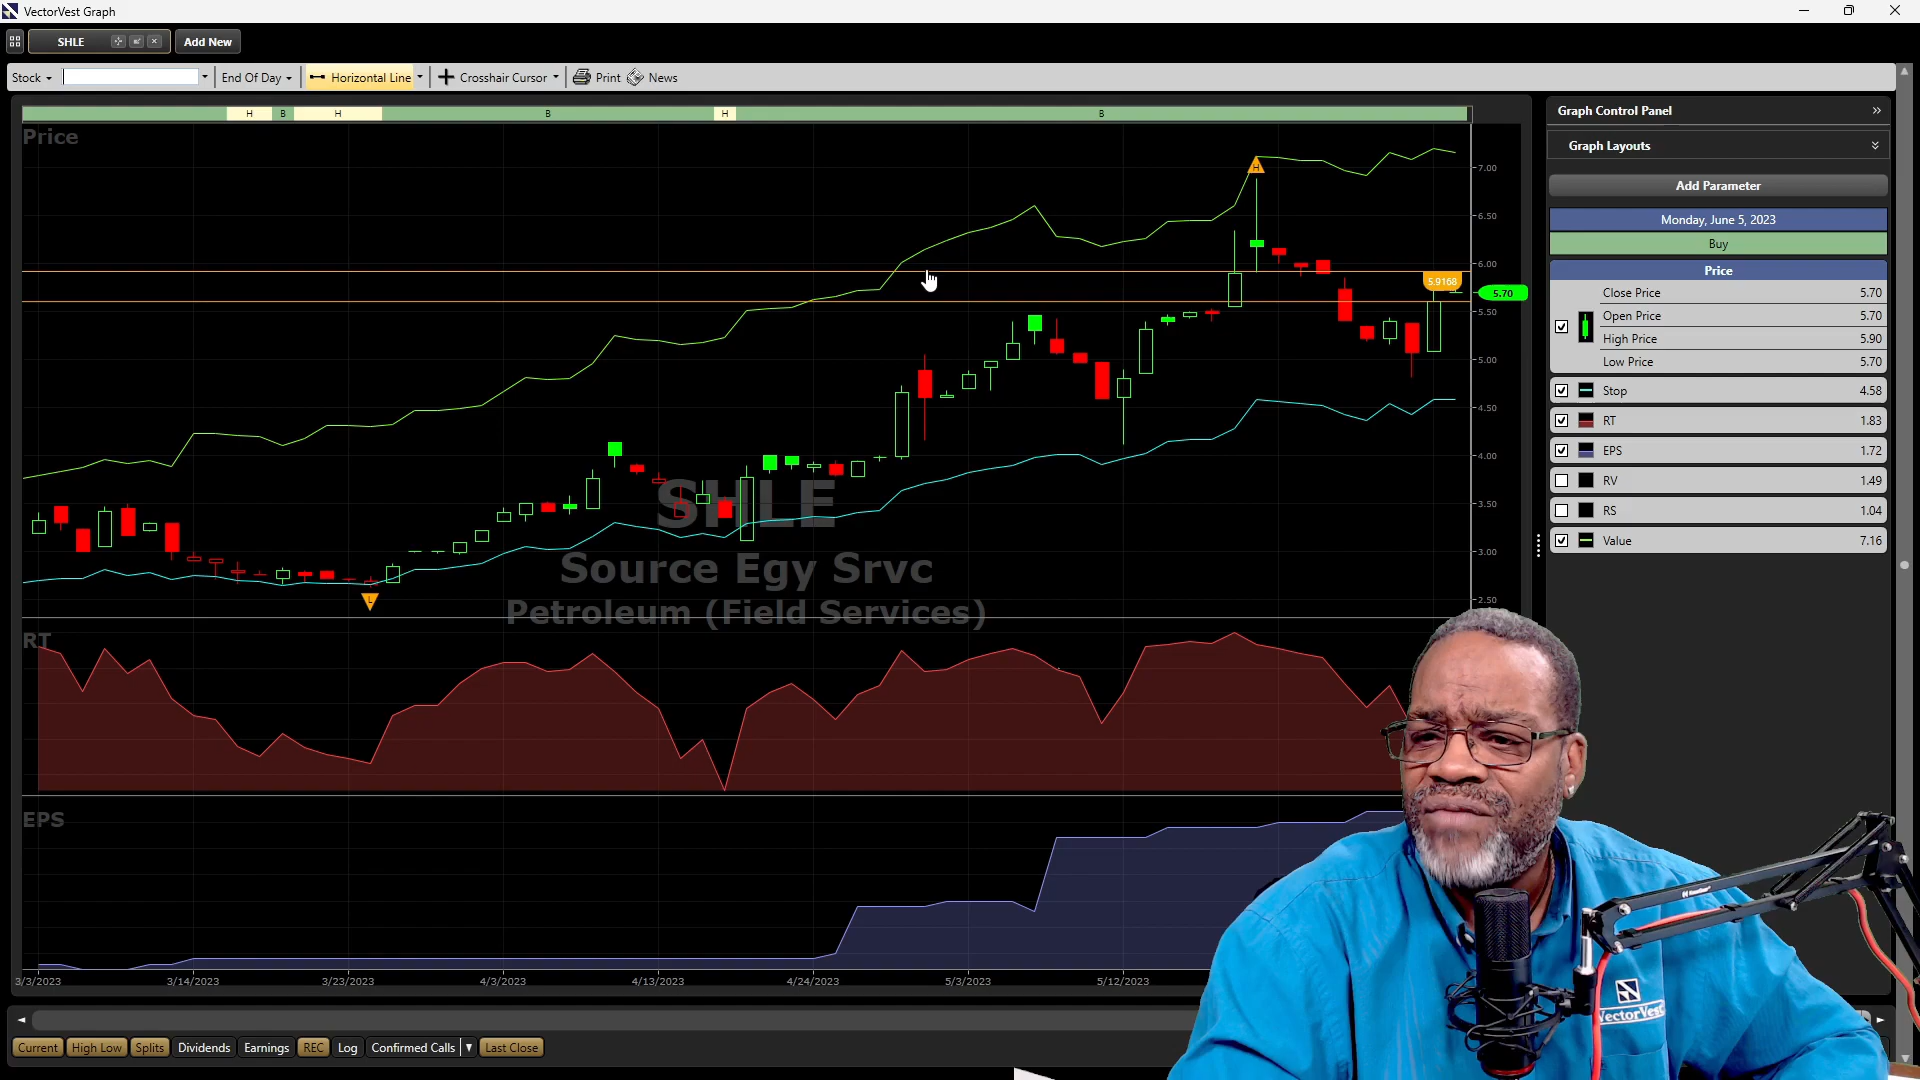 VectorVest Graph
SHLE
Add New
Stock
End Of Day
Horizontal Line
Crosshair Cursor
Print
News
H B H B H B
Price
H
7.00
6.50
6.00
5.9168
5.70
5.50
5.00
4.50
4.00
3.50
3.00
2.50
L
SHLE
Source Egy Srvc
Petroleum (Field Services)
RT
EPS
3/3/2023 3/14/2023 3/23/2023 4/3/2023 4/13/2023 4/24/2023 5/3/2023 5/12/2023
Current
High Low
Splits
Dividends
Earnings
REC
Log
Confirmed Calls
Last Close
Graph Control Panel
Graph Layouts
Add Parameter
Monday, June 5, 2023
Buy
Price
Close Price 5.70
Open Price 5.70
High Price 5.90
Low Price 5.70
Stop 4.58
RT 1.83
EPS 1.72
RV 1.49
RS 1.04
Value 7.16
VectorVest